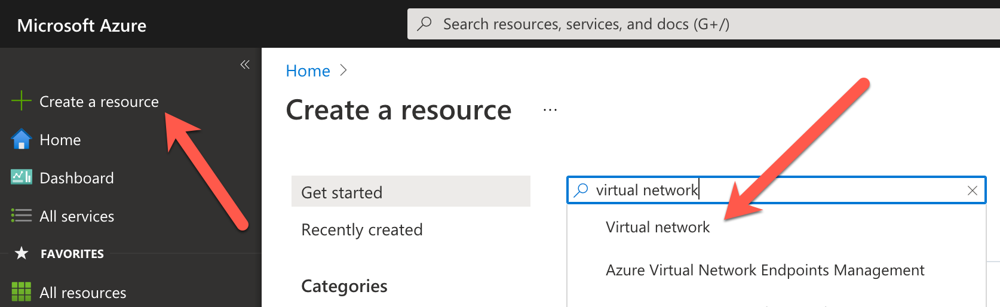 Microsoft Azure
Search resources, services, and docs (G+/)
Create a resource
Home
Dashboard
All services
FAVORITES
All resources
Home
Create a resource
Get started
Recently created
Categories
virtual network
Virtual network
Azure Virtual Network Endpoints Management